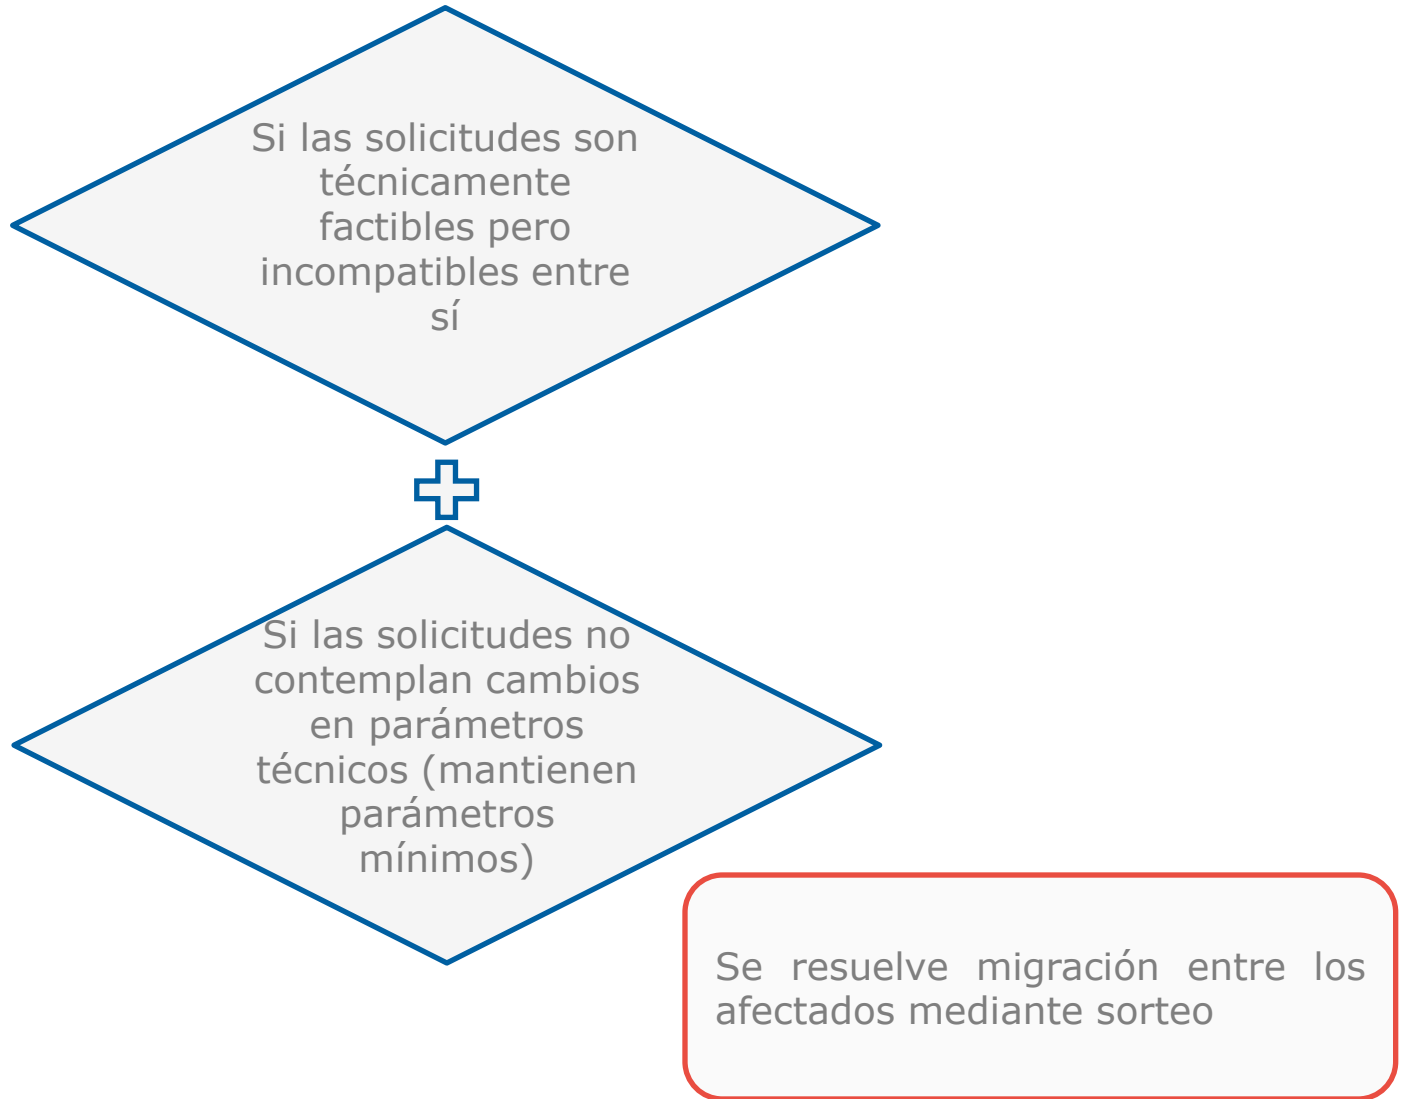 Si las solicitudes son
técnicamente
factibles pero
incompatibles entre
sí
Si las solicitudes no
contemplan cambios
en parámetros
técnicos (mantienen
parámetros
mínimos)
Se resuelve migración entre los
afectados mediante sorteo